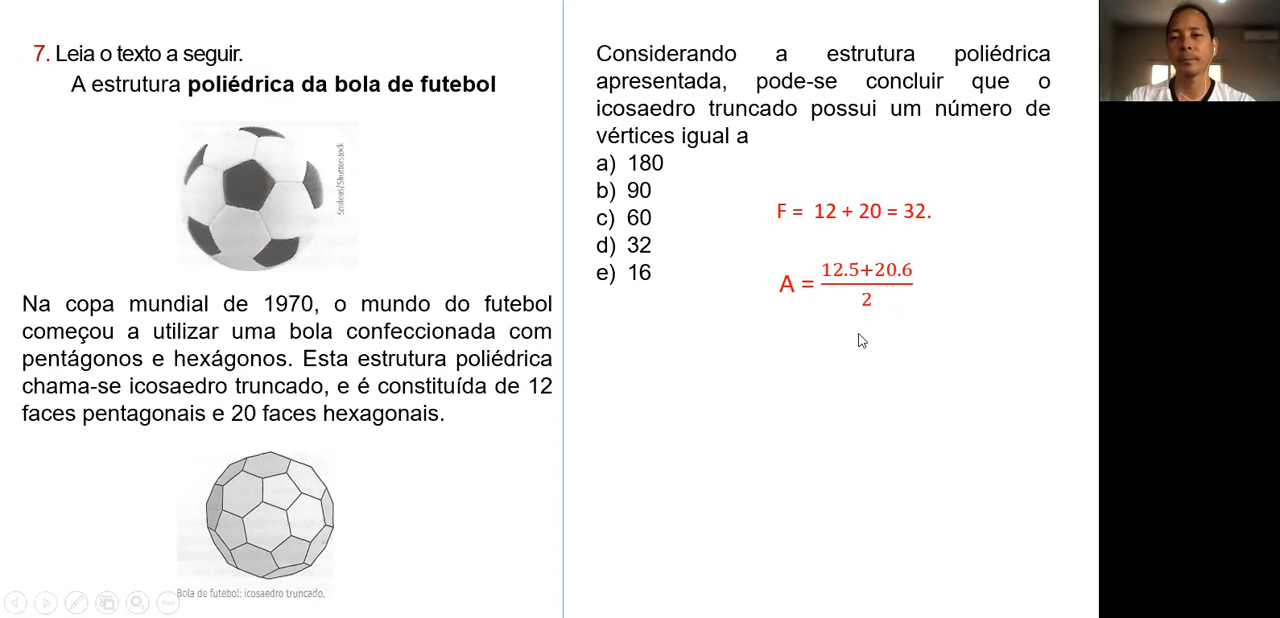 7. Leia o texto a seguir.
A estrutura poliédrica da bola de futebol
Smileus/Shutterstock
Na copa mundial de 1970, o mundo do futebol
começou a utilizar uma bola confeccionada com
pentágonos e hexágonos. Esta estrutura poliédrica
chama-se icosaedro truncado, e é constituída de 12
faces pentagonais e 20 faces hexagonais.
Bola de futebol: icosaedro truncado.
Considerando a estrutura poliédrica
apresentada, pode-se concluir que o
icosaedro truncado possui um número de
vértices igual a
a) 180
b) 90
c) 60
d) 32
e) 16
F = 12 + 20 = 32.
A = 12.5+20.6
2